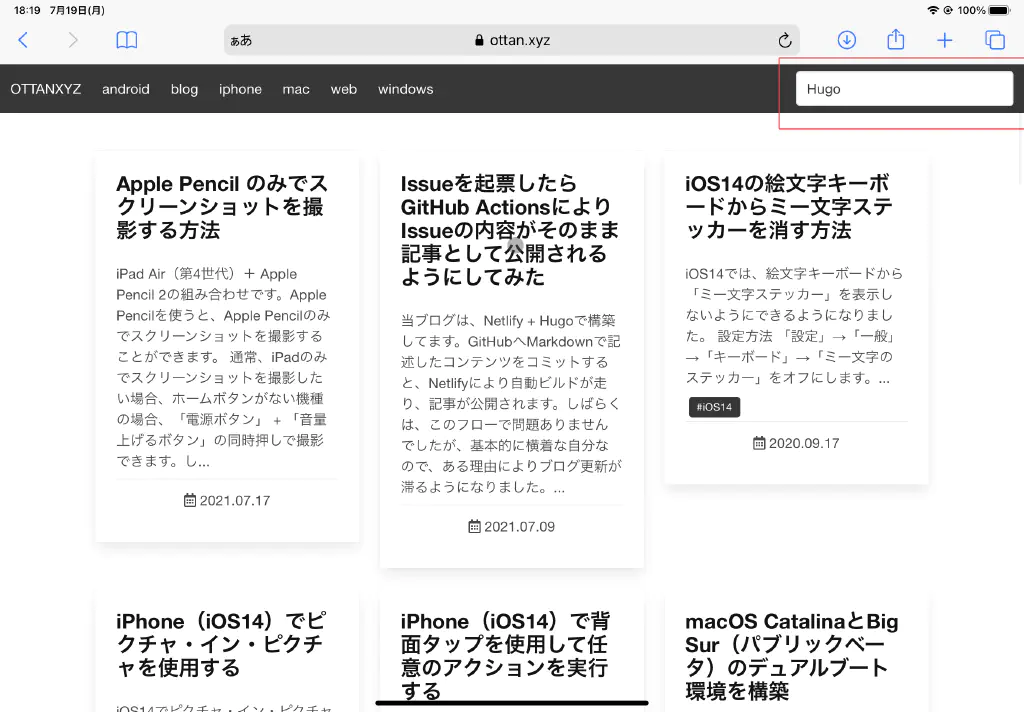 18:19 7月19日(月)
100%
ぁあ ottan.xyz
OTTANXYZ android blog iphone mac web windows
Hugo
Apple Pencil のみでス
クリーンショットを撮
影する方法
iPad Air（第4世代）＋ Apple
Pencil 2の組み合わせです。Apple
Pencilを使うと、Apple Pencilのみ
でスクリーンショットを撮影する
ことができます。 通常、iPadのみ
でスクリーンショットを撮影した
い場合、ホームボタンがない機種
の場合、「電源ボタン」 + 「音量
上げるボタン」の同時押しで撮影
できます。し...
2021.07.17
Issueを起票したら
GitHub Actionsにより
Issueの内容がそのまま
記事として公開される
ようにしてみた
当ブログは、Netlify + Hugoで構築
してます。GitHubへMarkdownで記
述したコンテンツをコミットする
と、Netlifyにより自動ビルドが走
り、記事が公開されます。しばらく
は、このフローで問題ありません
でしたが、基本的に横着な自分な
ので、ある理由によりブログ更新が
滞るようになりました。...
2021.07.09
iOS14の絵文字キーボ
ードからミー文字ステ
ッカーを消す方法
iOS14では、絵文字キーボードから
「ミー文字ステッカー」を表示し
ないようにできるようになりまし
た。 設定方法 「設定」→「一般」
→「キーボード」→「ミー文字の
ステッカー」をオフにします。...
#iOS14
2020.09.17
iPhone（iOS14）でピ
クチャ・イン・ピクチ
ャを使用する
iOS14でピクチャ・イン・ピクチャ
iPhone（iOS14）で背
面タップを使用して任
意のアクションを実行
する
macOS CatalinaとBig
Sur（パブリックベー
タ）のデュアルブート
環境を構築